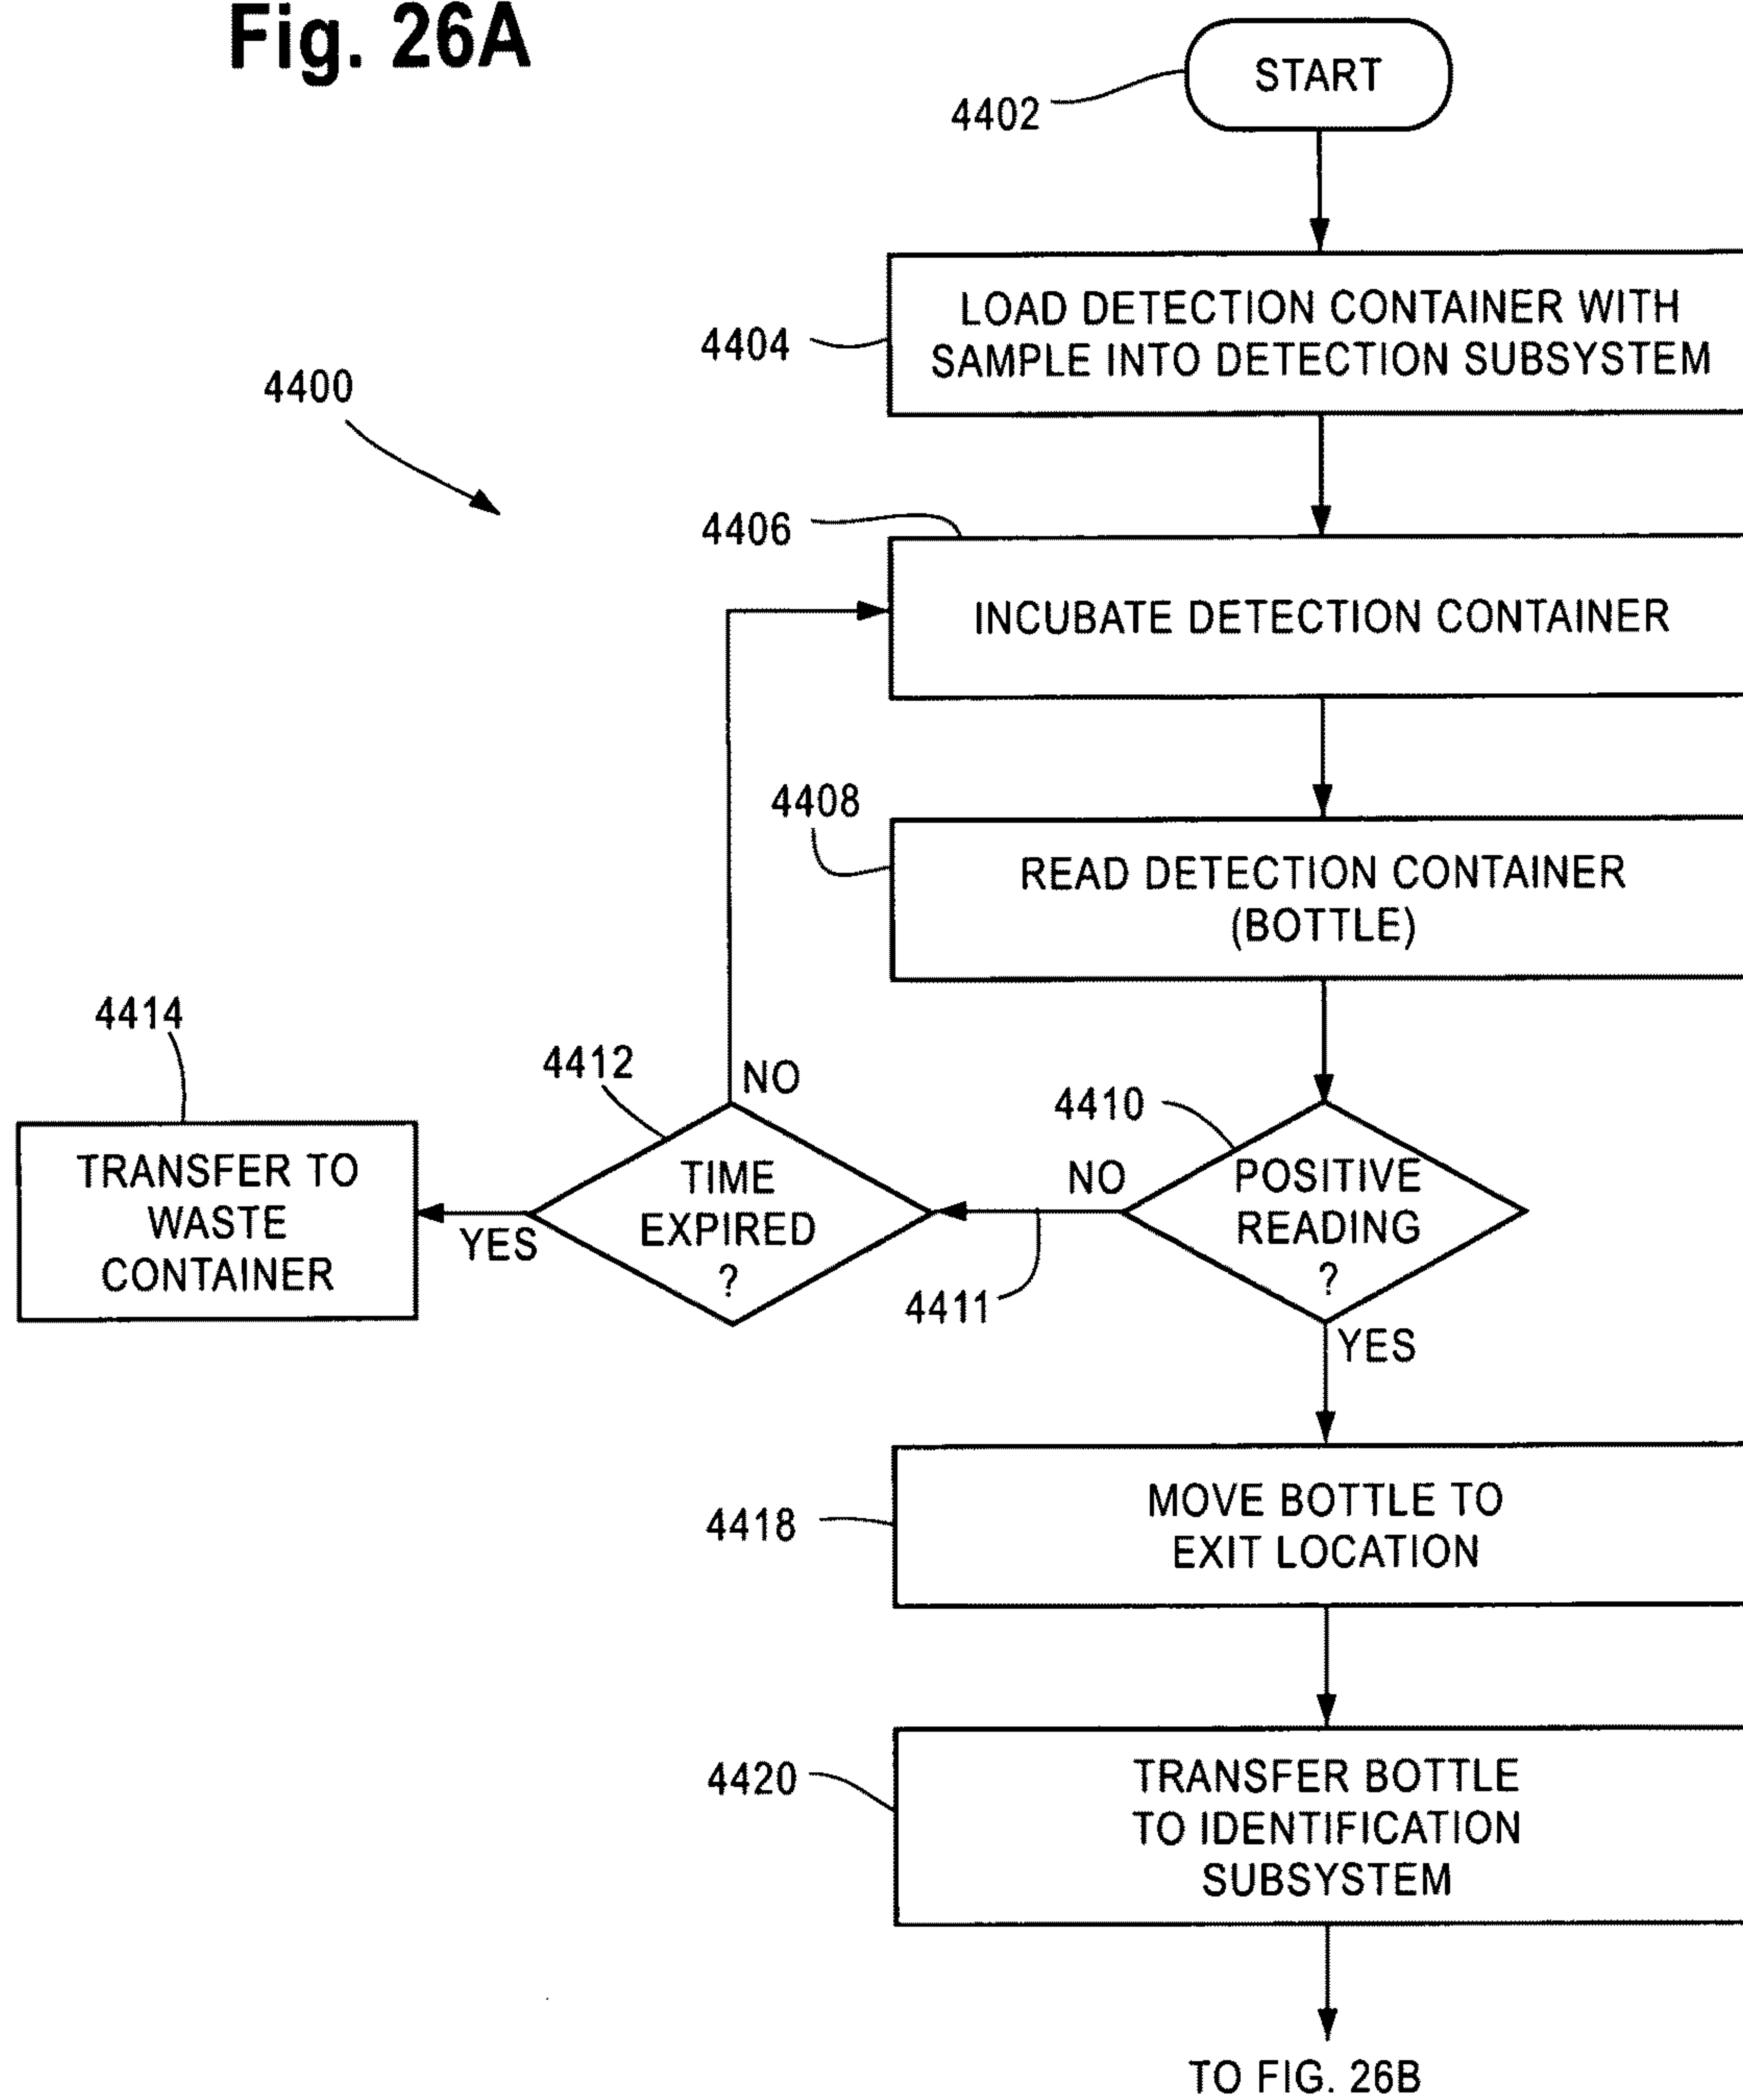 Fig. 26A
START
4402
LOAD DETECTION CONTAINER WITH
SAMPLE INTO DETECTION SUBSYSTEM
4404
4400
4406
INCUBATE DETECTION CONTAINER
4408
READ DETECTION CONTAINER
(BOTTLE)
4414
4412
NO
4410
TRANSFER TO
WASTE
CONTAINER
YES
TIME
EXPIRED
?
NO
4411
POSITIVE
READING
?
YES
4418
MOVE BOTTLE TO
EXIT LOCATION
4420
TRANSFER BOTTLE
TO IDENTIFICATION
SUBSYSTEM
TO FIG. 26B